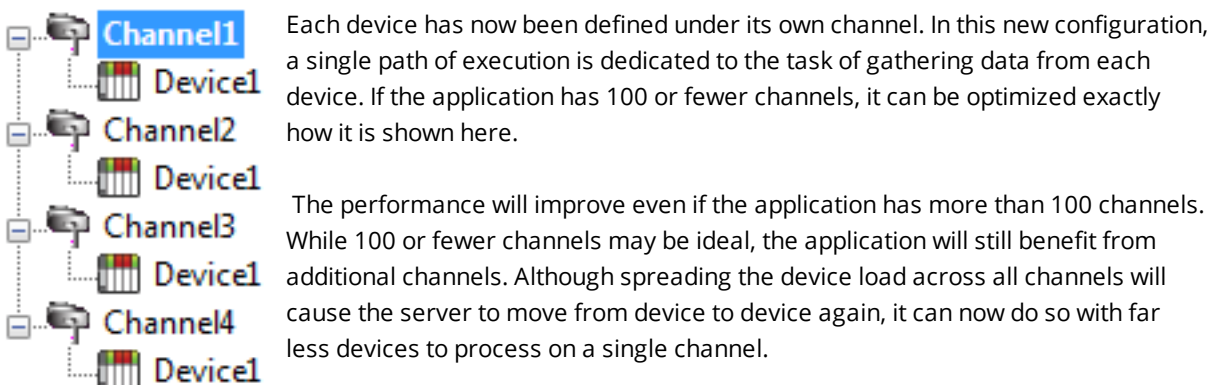 Channel1
Device1
Channel2
Device1
Channel3
Device1
Channel4
Device1
Each device has now been defined under its own channel. In this new configuration,
a single path of execution is dedicated to the task of gathering data from each
device. If the application has 100 or fewer channels, it can be optimized exactly
how it is shown here.
The performance will improve even if the application has more than 100 channels.
While 100 or fewer channels may be ideal, the application will still benefit from
additional channels. Although spreading the device load across all channels will
cause the server to move from device to device again, it can now do so with far
less devices to process on a single channel.